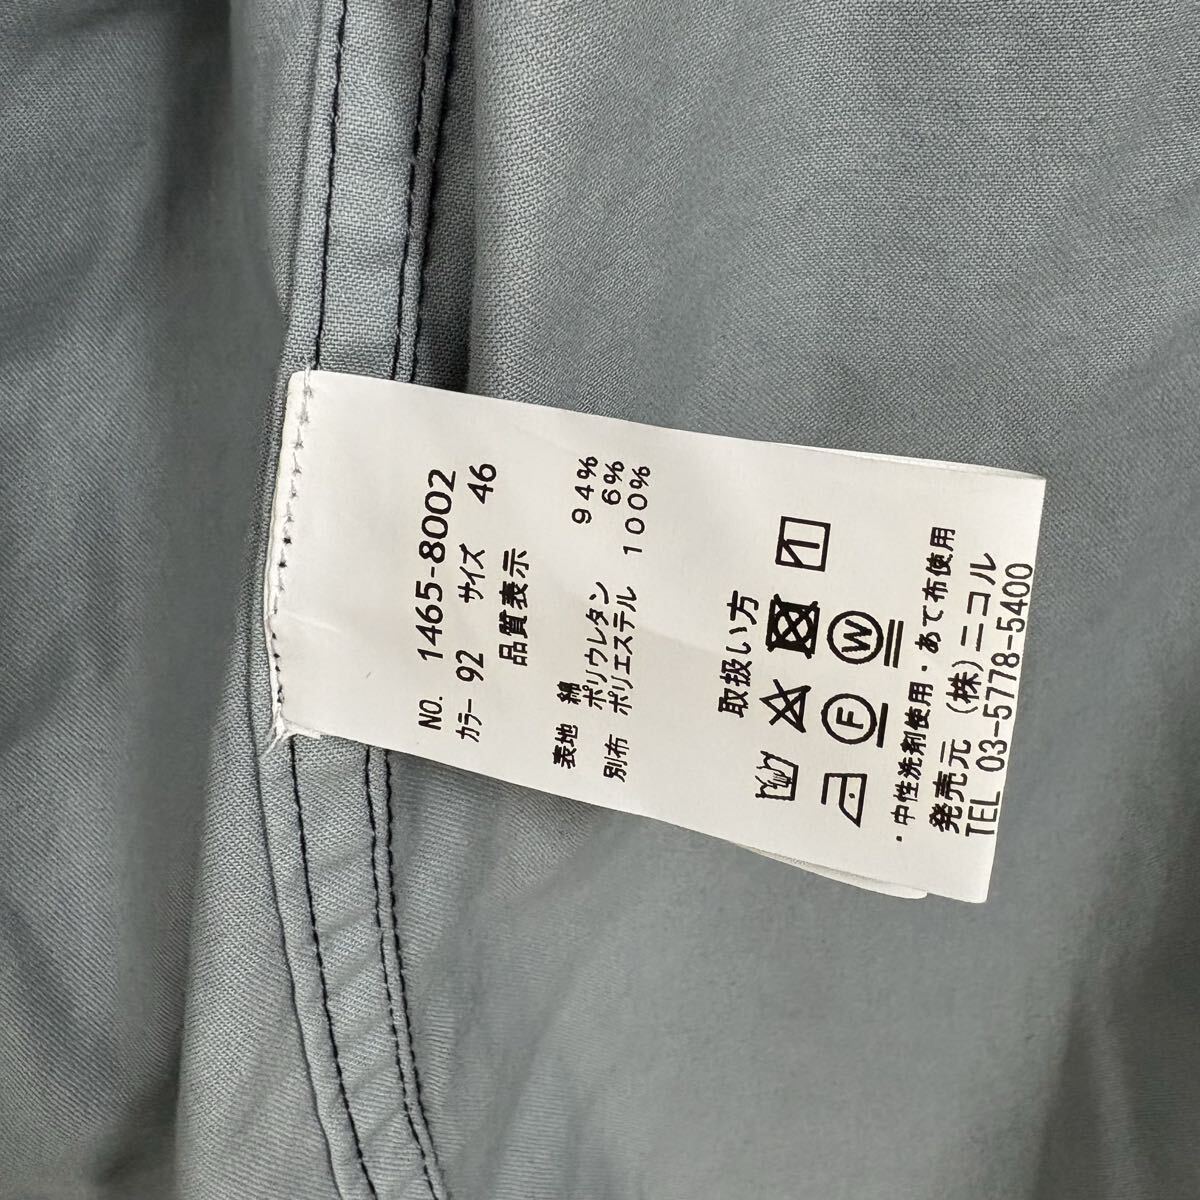 NO. 1465-8002
カラー 92 サイズ 46
品質表示
表地 綿 94%
ポリウレタン 6%
別布 ポリエステル 100%
取扱い方
F W
・中性洗剤使用・あて布使用
発売元 (株)ニコル
TEL 03-5778-5400